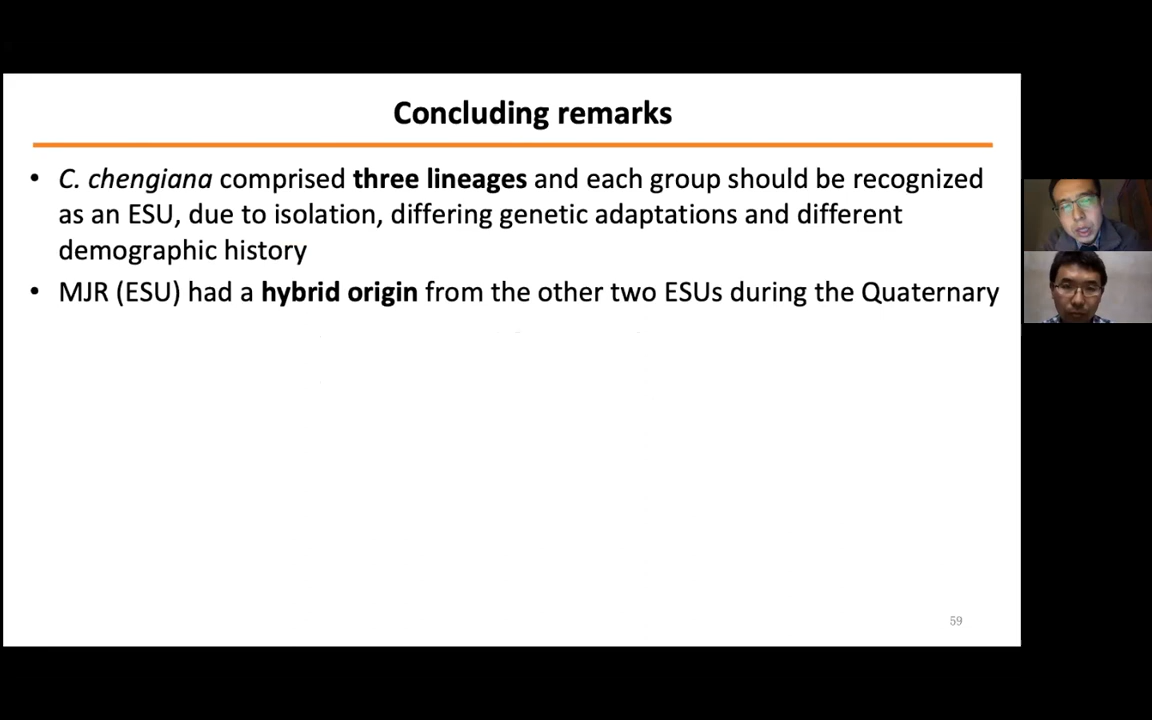 Concluding remarks
• C. chengiana comprised three lineages and each group should be recognized
as an ESU, due to isolation, differing genetic adaptations and different
demographic history
• MJR (ESU) had a hybrid origin from the other two ESUs during the Quaternary
59